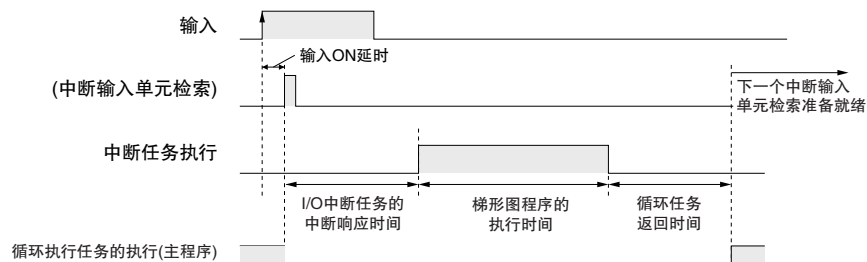 输入
输入ON延时
(中断输入单元检索)
下一个中断输入
单元检索准备就绪
中断任务执行
I/O中断任务的
中断响应时间
梯形图程序的
执行时间
循环任务
返回时间
循环执行任务的执行(主程序)